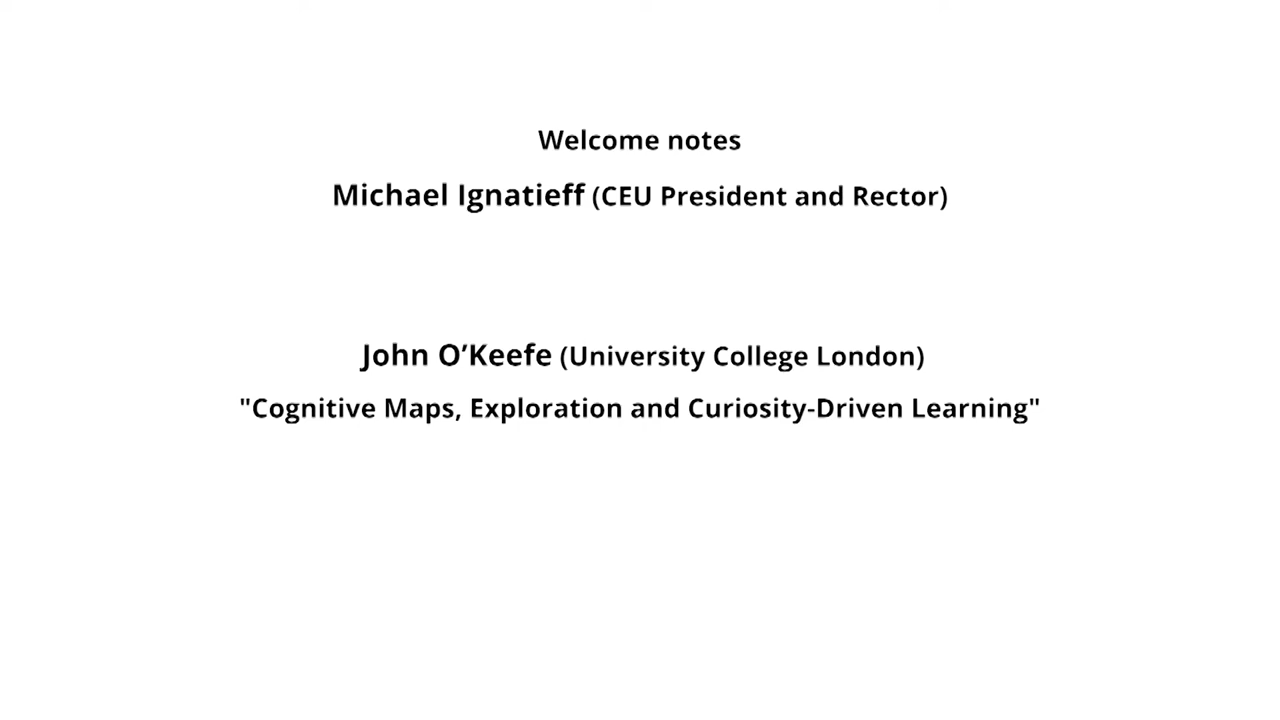 Welcome notes
Michael Ignatieff (CEU President and Rector)
John O’Keefe (University College London)
"Cognitive Maps, Exploration and Curiosity-Driven Learning"